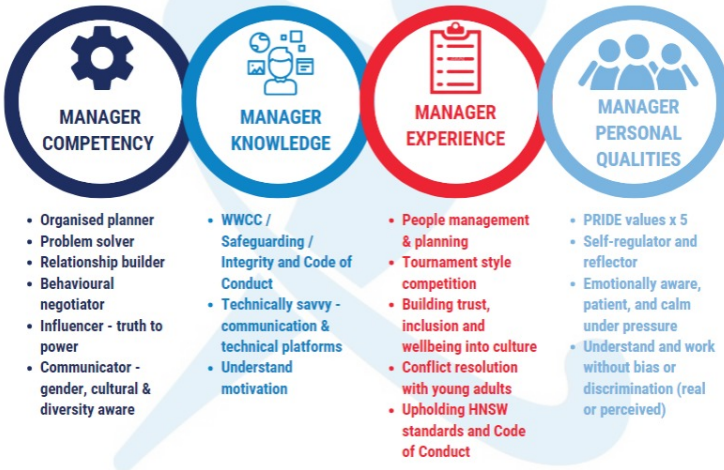 MANAGER
COMPETENCY
• Organised planner
• Problem solver
• Relationship builder
• Behavioural
negotiator
• Influencer - truth to
power
• Communicator -
gender, cultural &
diversity aware
MANAGER
KNOWLEDGE
• WWCC /
Safeguarding /
Integrity and Code of
Conduct
• Technically savvy -
communication &
technical platforms
• Understand
motivation
MANAGER
EXPERIENCE
• People management
& planning
• Tournament style
competition
• Building trust,
inclusion and
wellbeing into culture
• Conflict resolution
with young adults
• Upholding HNSW
standards and Code
of Conduct
MANAGER
PERSONAL
QUALITIES
• PRIDE values x 5
• Self-regulator and
reflector
• Emotionally aware,
patient, and calm
under pressure
• Understand and work
without bias or
discrimination (real
or perceived)